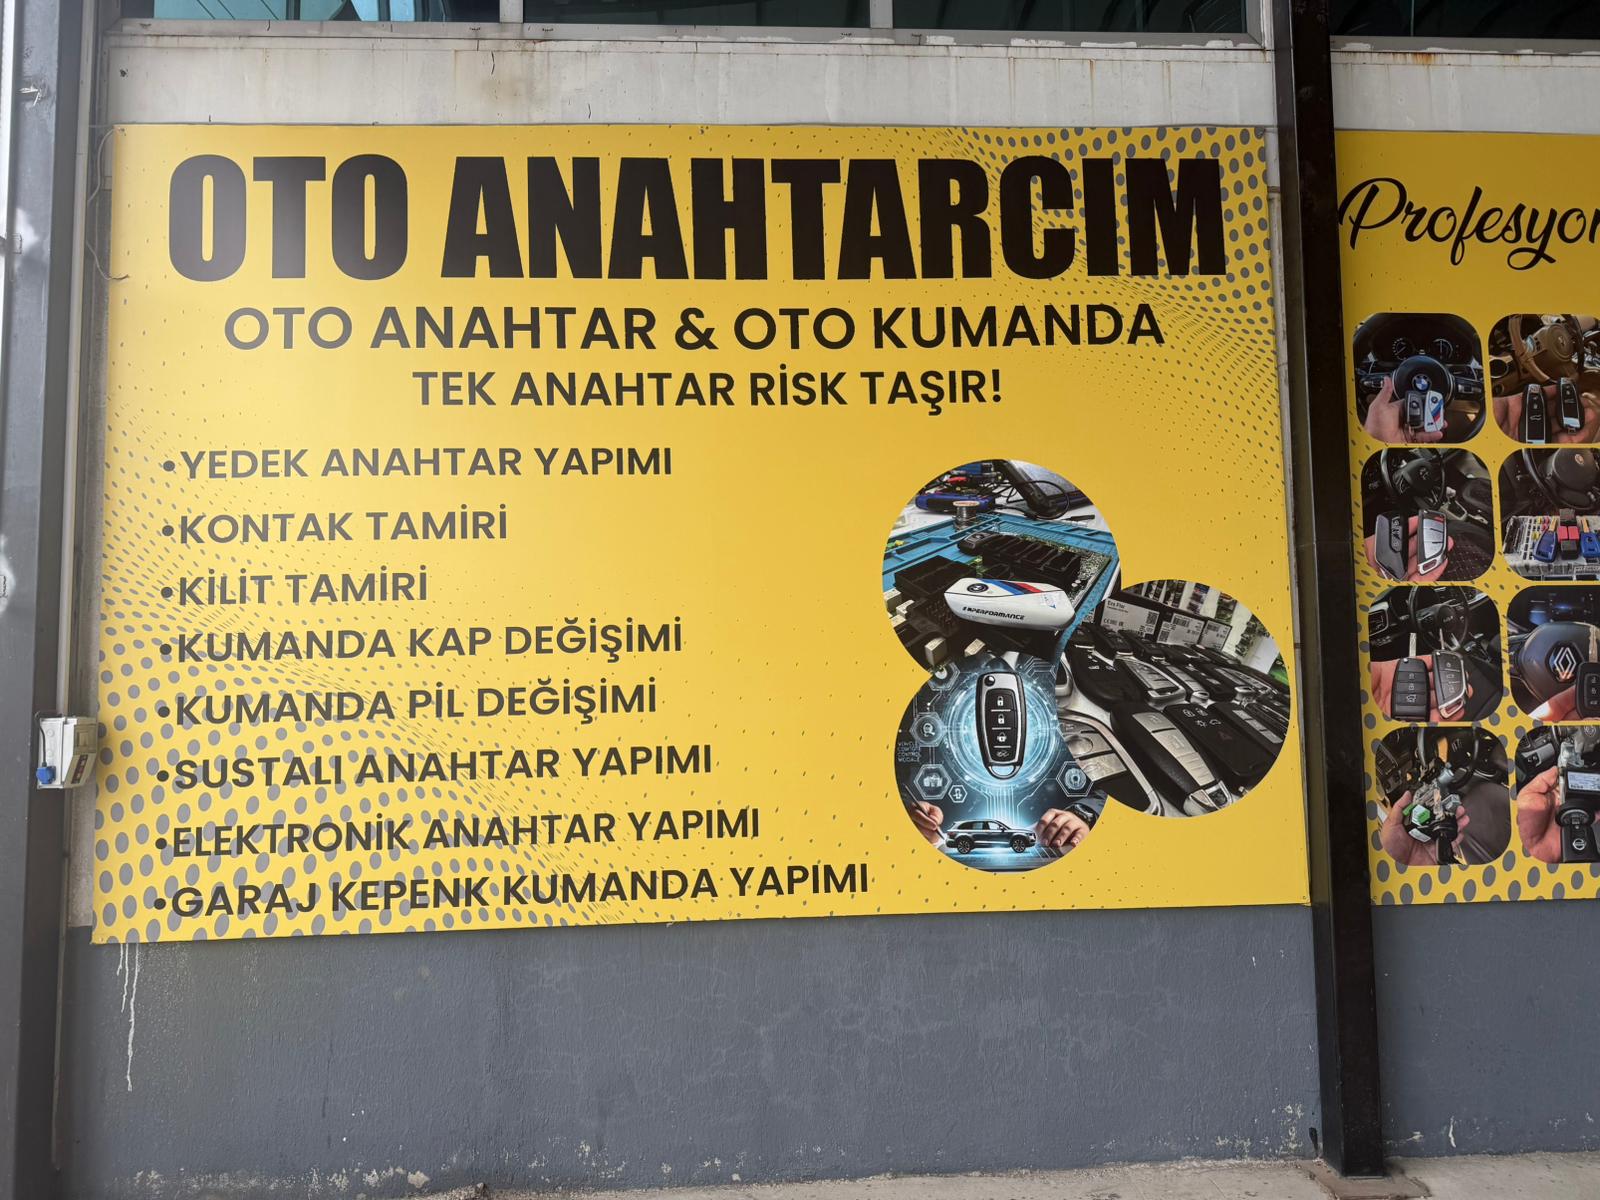 OTO ANAHTARCIM
OTO ANAHTAR & OTO KUMANDA
TEK ANAHTAR RİSK TAŞIR!
•YEDEK ANAHTAR YAPIMI
•KONTAK TAMİRİ
•KİLİT TAMİRİ
•KUMANDA KAP DEĞİŞİMİ
•KUMANDA PİL DEĞİŞİMİ
•SUSTALI ANAHTAR YAPIMI
•ELEKTRONİK ANAHTAR YAPIMI
•GARAJ KEPENK KUMANDA YAPIMI
PERFORMANCE
Profesyon